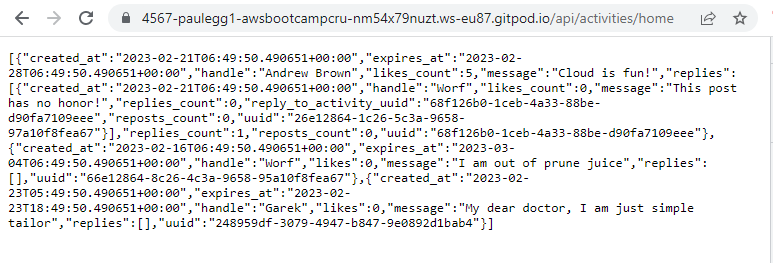 4567-paulegg1-awsbootcampcru-nm54x79nuzt.ws-eu87.gitpod.io/api/activities/home
[{"created_at":"2023-02-21T06:49:50.490651+00:00","expires_at":"2023-02-
28T06:49:50.490651+00:00","handle":"Andrew Brown","likes_count":5,"message":"Cloud is fun!","replies":
[{"created_at":"2023-02-21T06:49:50.490651+00:00","handle":"Worf","likes_count":0,"message":"This post
has no honor!","replies_count":0,"reply_to_activity_uuid":"68f126b0-1ceb-4a33-88be-
d90fa7109eee","reposts_count":0,"uuid":"26e12864-1c26-5c3a-9658-
97a10f8fea67"}],"replies_count":1,"reposts_count":0,"uuid":"68f126b0-1ceb-4a33-88be-d90fa7109eee"},
{"created_at":"2023-02-16T06:49:50.490651+00:00","expires_at":"2023-03-
04T06:49:50.490651+00:00","handle":"Worf","likes":0,"message":"I am out of prune juice","replies":
[],"uuid":"66e12864-8c26-4c3a-9658-95a10f8fea67"},{"created_at":"2023-02-
23T05:49:50.490651+00:00","expires_at":"2023-02-
23T18:49:50.490651+00:00","handle":"Garek","likes":0,"message":"My dear doctor, I am just simple
tailor","replies":[],"uuid":"248959df-3079-4947-b847-9e0892d1bab4"}]